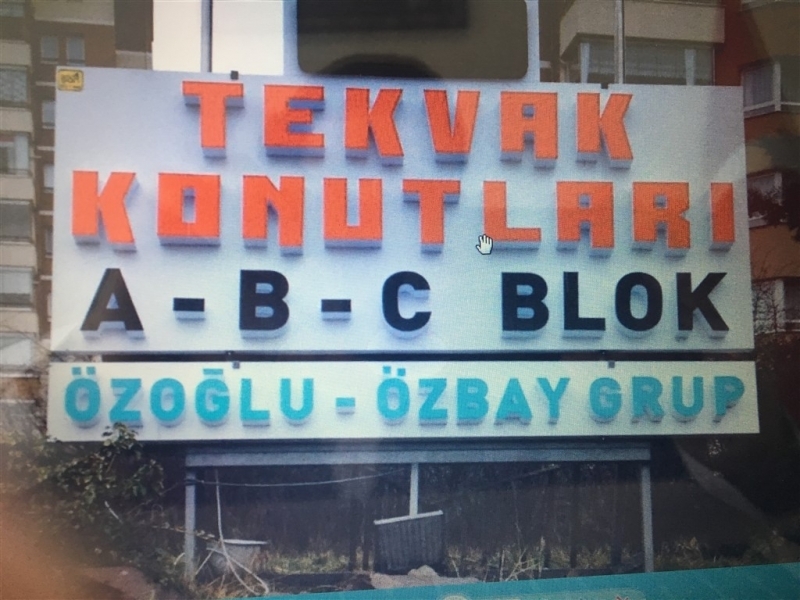 TEKVAK
KONUTLARI
A - B - C BLOK
ÖZOĞLU - ÖZBAY GRUP